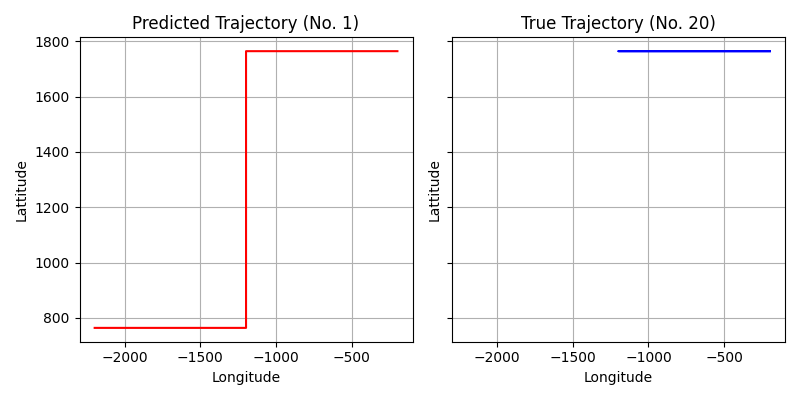 Predicted Trajectory (No. 1)
True Trajectory (No. 20)
1800
1600
1400
1200
1000
800
Lattitude
Lattitude
−2000 −1500 −1000 −500
−2000 −1500 −1000 −500
Longitude
Longitude